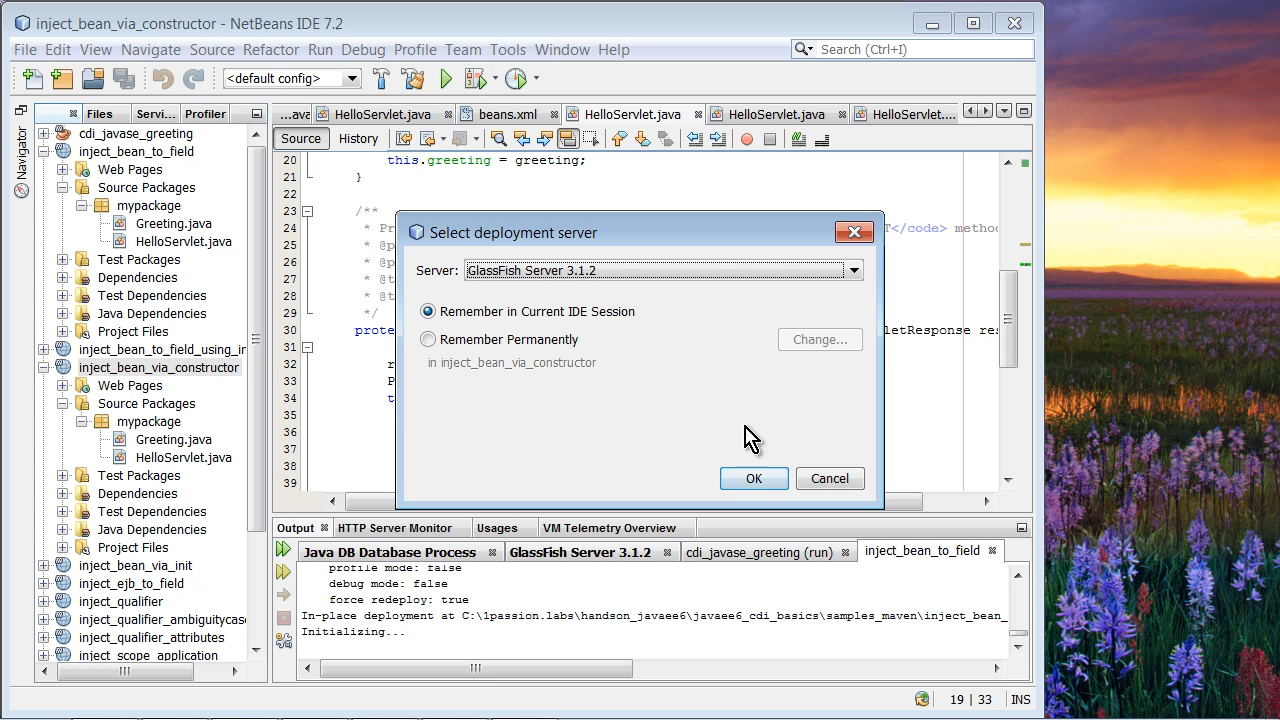 inject_bean_via_constructor - NetBeans IDE 7.2
File Edit View Navigate Source Refactor Run Debug Profile Team Tools Window Help
Search (Ctrl+I)
<default config>
Files Servi... Profiler
...ava HelloServlet.java beans.xml HelloServlet.java HelloServlet.java HelloServlet....
Navigator
Source History
cdi_javase_greeting
inject_bean_to_field
Web Pages
Source Packages
mypackage
Greeting.java
HelloServlet.java
Test Packages
Dependencies
Test Dependencies
Java Dependencies
Project Files
inject_bean_to_field_using_in
inject_bean_via_constructor
Web Pages
Source Packages
mypackage
Greeting.java
HelloServlet.java
Test Packages
Dependencies
Test Dependencies
Java Dependencies
Project Files
inject_bean_via_init
inject_ejb_to_field
inject_qualifier
inject_qualifier_ambiguitycase
inject_qualifier_attributes
inject_scope_application
20 this.greeting = greeting;
21 }
22
23 /**
24 * Pr T</code> metho
25 * @p
26 * @p
27 * @t
28 * @t
29 */
30 prote letResponse res
31
32 r
33 P
34 t
35
36
37
38
39
Select deployment server
Server: GlassFish Server 3.1.2
Remember in Current IDE Session
Remember Permanently
Change...
in inject_bean_via_constructor
OK Cancel
Output HTTP Server Monitor Usages VM Telemetry Overview
Java DB Database Process GlassFish Server 3.1.2 cdi_javase_greeting (run) inject_bean_to_field
profile mode: false
debug mode: false
force redeploy: true
In-place deployment at C:\1passion.labs\handson_javaee6\javaee6_cdi_basics\samples_maven\inject_bean_
Initializing...
19 | 33 INS